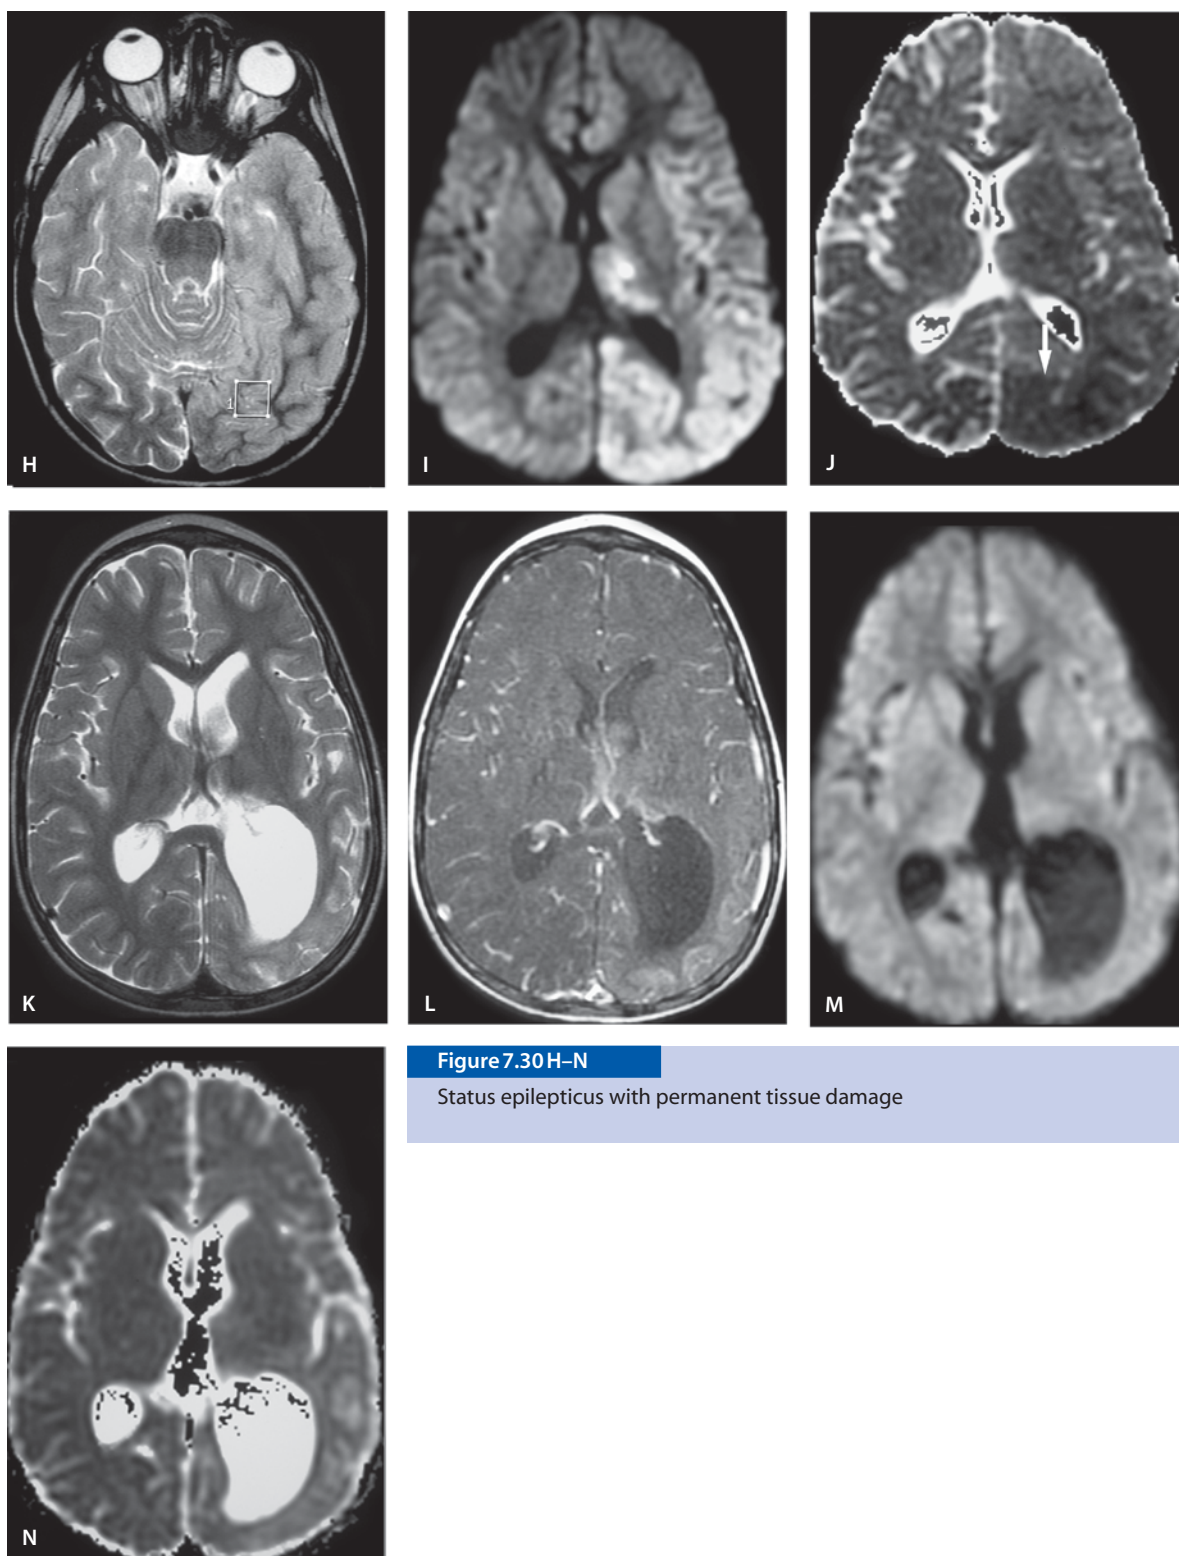 H
1
I
J
K
L
M
Figure 7.30 H–N
Status epilepticus with permanent tissue damage
N